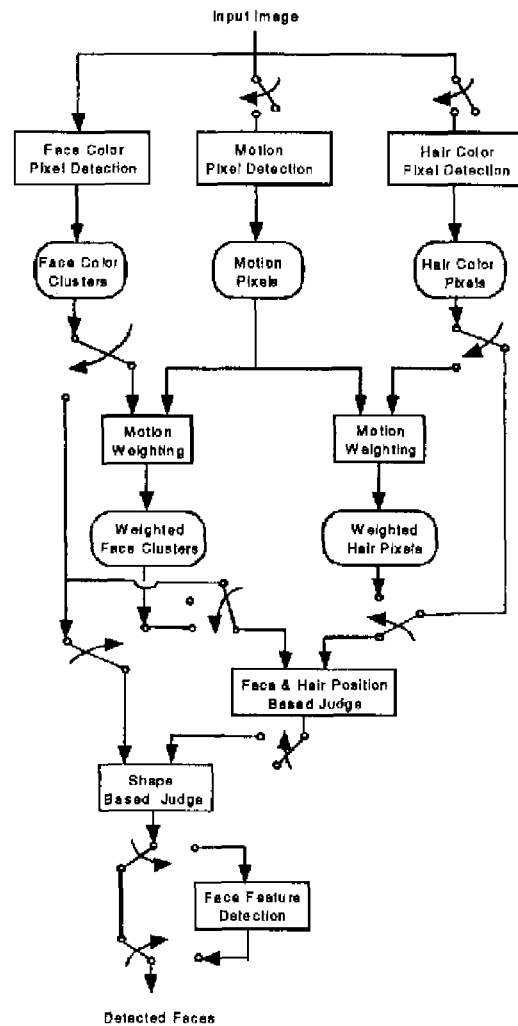 Input Image
Face Color
Pixel Detection
Motion
Pixel Detection
Hair Color
Pixel Detection
Face Color
Clusters
Motion
Pixels
Hair Color
Pixels
Motion
Weighting
Motion
Weighting
Weighted
Face Clusters
Weighted
Hair Pixels
Face & Hair Position
Based Judge
Shape
Based Judge
Face Feature
Detection
Detected Faces